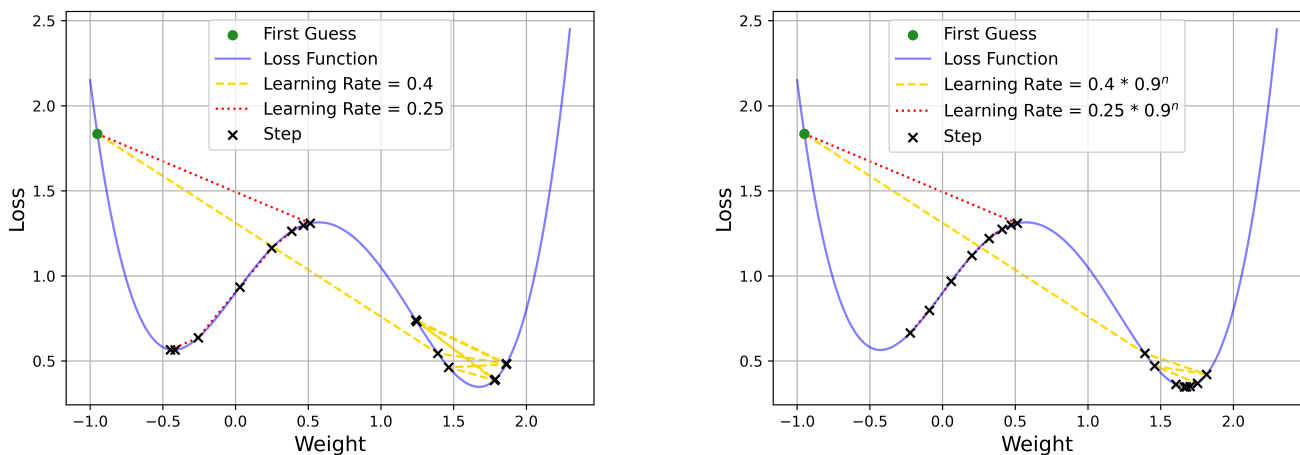 First Guess
Loss Function
Learning Rate = 0.4
Learning Rate = 0.25
Step
2.5
2.0
1.5
1.0
0.5
Loss
−1.0 −0.5 0.0 0.5 1.0 1.5 2.0
Weight
First Guess
Loss Function
Learning Rate = 0.4 * 0.9ⁿ
Learning Rate = 0.25 * 0.9ⁿ
Step
2.5
2.0
1.5
1.0
0.5
Loss
−1.0 −0.5 0.0 0.5 1.0 1.5 2.0
Weight